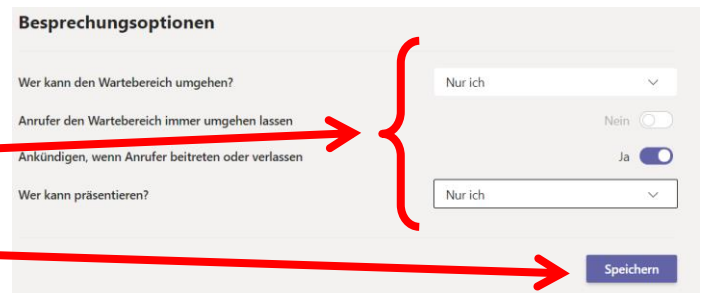 Besprechungsoptionen
Wer kann den Wartebereich umgehen? Nur ich
Anrufer den Wartebereich immer umgehen lassen Nein
Ankündigen, wenn Anrufer beitreten oder verlassen Ja
Wer kann präsentieren? Nur ich
Speichern